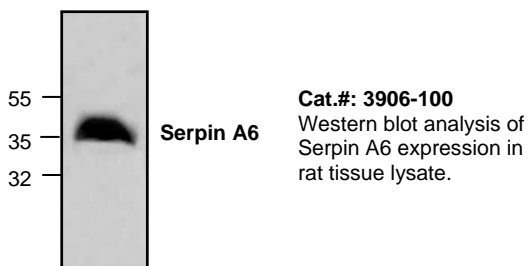 55
35
32
Serpin A6
Cat.#: 3906-100
Western blot analysis of
Serpin A6 expression in
rat tissue lysate.